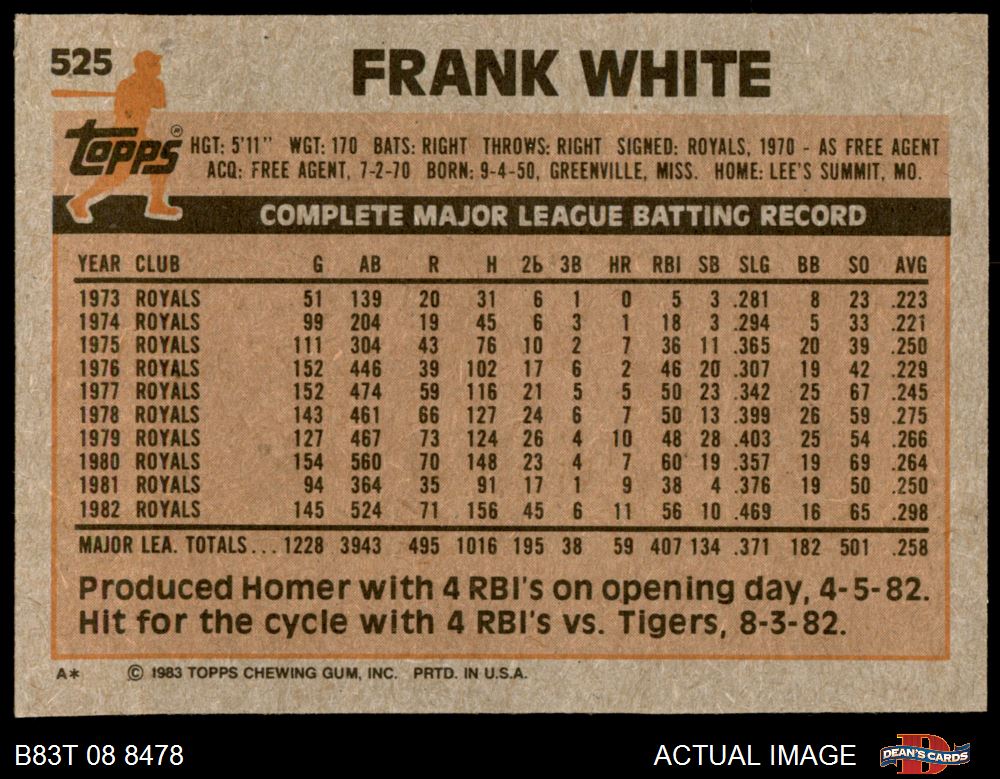 525
FRANK WHITE
Topps®
HGT: 5'11" WGT: 170 BATS: RIGHT THROWS: RIGHT SIGNED: ROYALS, 1970 - AS FREE AGENT
ACQ: FREE AGENT, 7-2-70 BORN: 9-4-50, GREENVILLE, MISS. HOME: LEE'S SUMMIT, MO.
COMPLETE MAJOR LEAGUE BATTING RECORD
YEAR CLUB G AB R H 2b 3B HR RBI SB SLG BB SO AVG
1973 ROYALS 51 139 20 31 6 1 0 5 3 .281 8 23 .223
1974 ROYALS 99 204 19 45 6 3 1 18 3 .294 5 33 .221
1975 ROYALS 111 304 43 76 10 2 7 36 11 .365 20 39 .250
1976 ROYALS 152 446 39 102 17 6 2 46 20 .307 19 42 .229
1977 ROYALS 152 474 59 116 21 5 5 50 23 .342 25 67 .245
1978 ROYALS 143 461 66 127 24 6 7 50 13 .399 26 59 .275
1979 ROYALS 127 467 73 124 26 4 10 48 28 .403 25 54 .266
1980 ROYALS 154 560 70 148 23 4 7 60 19 .357 19 69 .264
1981 ROYALS 94 364 35 91 17 1 9 38 4 .376 19 50 .250
1982 ROYALS 145 524 71 156 45 6 11 56 10 .469 16 65 .298
MAJOR LEA. TOTALS... 1228 3943 495 1016 195 38 59 407 134 .371 182 501 .258
Produced Homer with 4 RBI's on opening day, 4-5-82.
Hit for the cycle with 4 RBI's vs. Tigers, 8-3-82.
A* © 1983 TOPPS CHEWING GUM, INC. PRTD. IN U.S.A.
B83T 08 8478 ACTUAL IMAGE DEAN'S CARDS